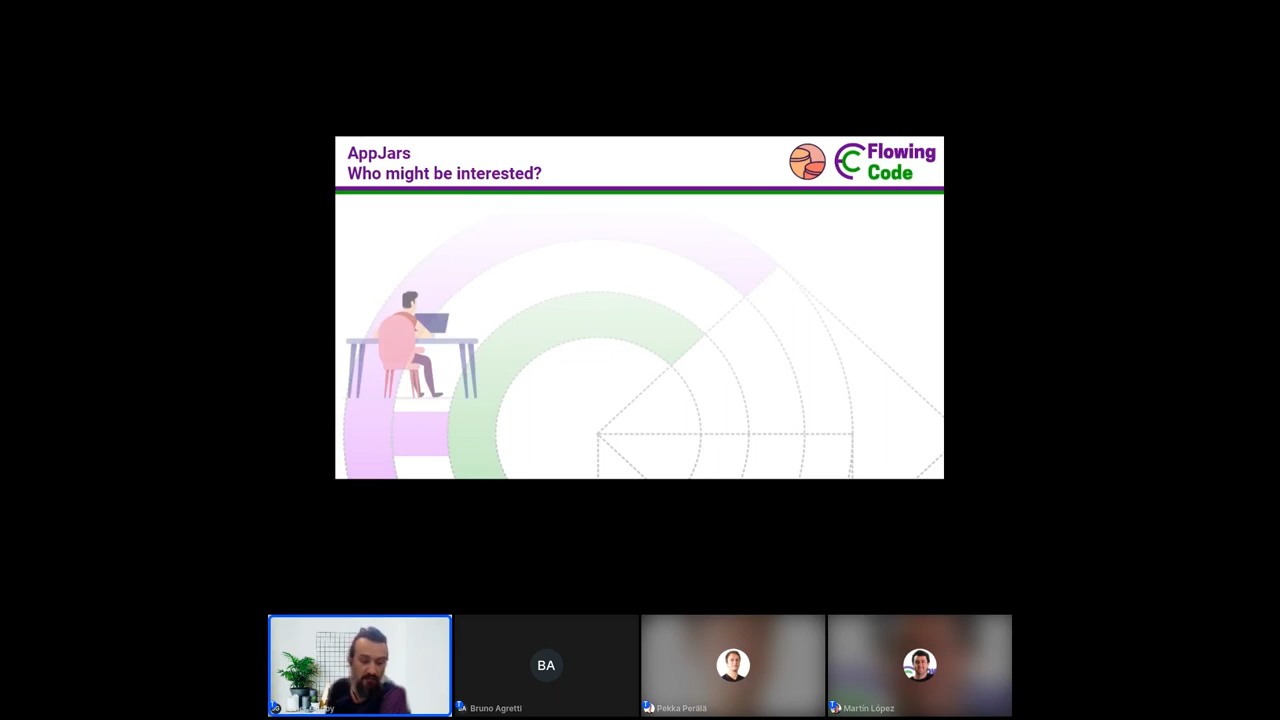 AppJars
Who might be interested?
Flowing
Code
BA
Bruno Agretti
Pekka Perälä
Martín López